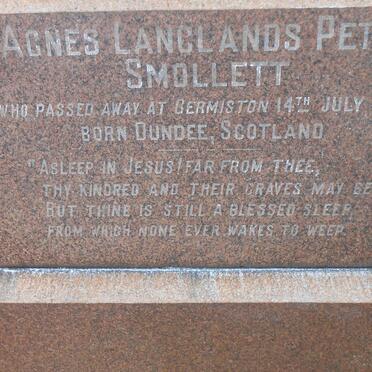 AGNES LANGLANDS PET
SMOLLETT
WHO PASSED AWAY AT GERMISTON 14TH JULY
BORN DUNDEE, SCOTLAND
"ASLEEP IN JESUS! FAR FROM THEE,
THY KINDRED AND THEIR GRAVES MAY BE
BUT THINE IS STILL A BLESSED SLEEP,
FROM WHICH NONE EVER WAKES TO WEEP.